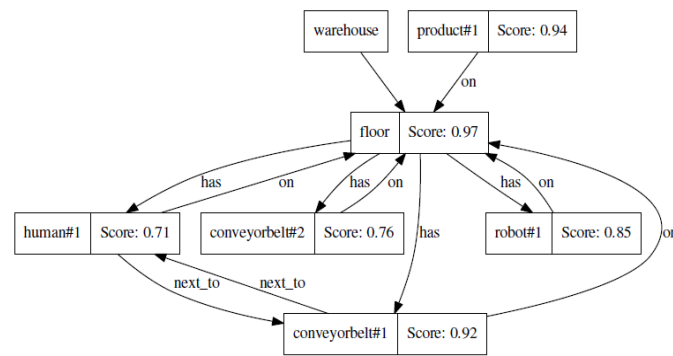 warehouse product#1 Score: 0.94
on
floor Score: 0.97
has on has on has on
has on
human#1 Score: 0.71 conveyorbelt#2 Score: 0.76 robot#1 Score: 0.85
next_to next_to
conveyorbelt#1 Score: 0.92